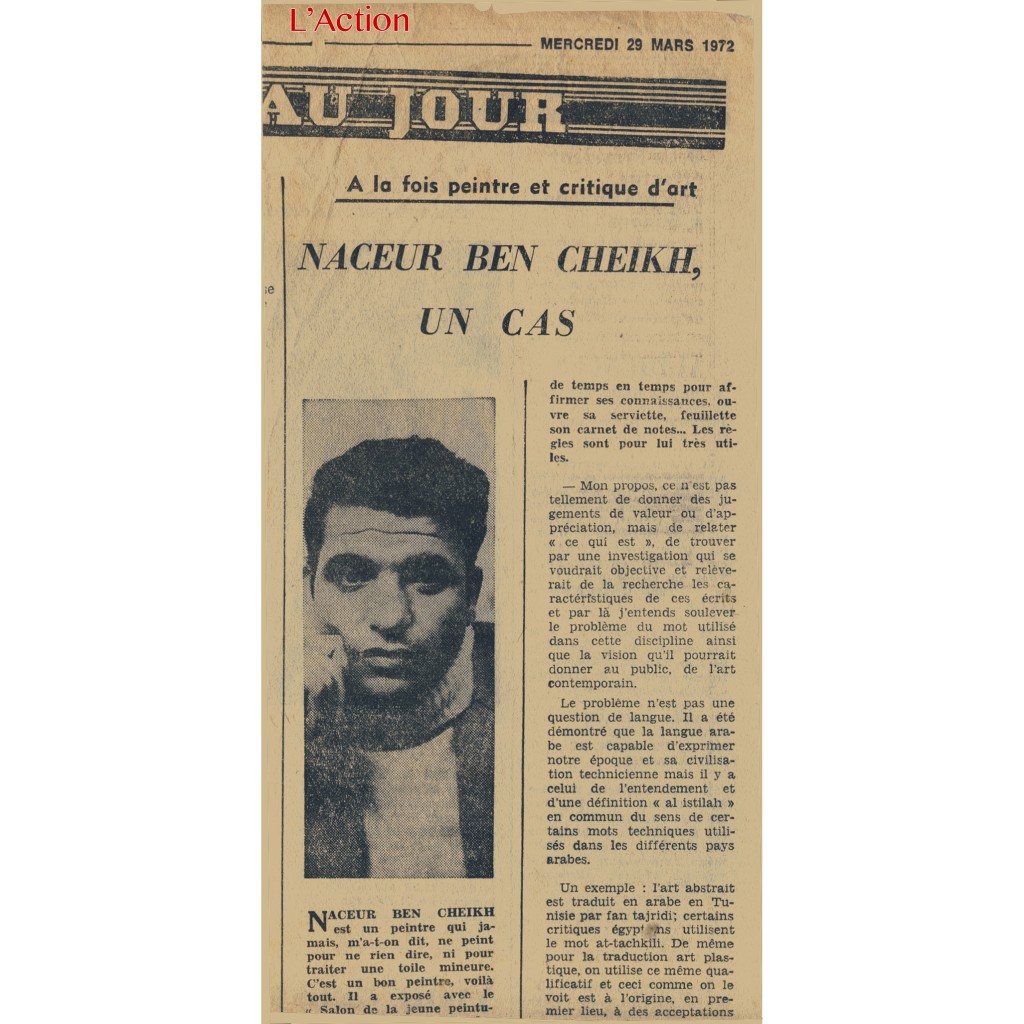 L'Action
MERCREDI 29 MARS 1972
AU JOUR
A la fois peintre et critique d'art
NACEUR BEN CHEIKH,
UN CAS
NACEUR BEN CHEIKH
est un peintre qui ja-
mais, m'a-t-on dit, ne peint
pour ne rien dire, ni pour
traiter une toile mineure.
C'est un bon peintre, voilà
tout. Il a exposé avec le
« Salon de la jeune peintu-
de temps en temps pour af-
firmer ses connaissances, ou-
vre sa serviette, feuillette
son carnet de notes... Les rè-
gles sont pour lui très uti-
les.
— Mon propos, ce n'est pas
tellement de donner des ju-
gements de valeur ou d'ap-
préciation, mais de relater
« ce qui est », de trouver
par une investigation qui se
voudrait objective et relève-
rait de la recherche les ca-
ractéristiques de ces écrits
et par là j'entends soulever
le problème du mot utilisé
dans cette discipline ainsi
que la vision qu'il pourrait
donner au public, de l'art
contemporain.
Le problème n'est pas une
question de langue. Il a été
démontré que la langue ara-
be est capable d'exprimer
notre époque et sa civilisa-
tion technicienne mais il y a
celui de l'entendement et
d'une définition « al istilah »
en commun du sens de cer-
tains mots techniques utili-
sés dans les différents pays
arabes.
Un exemple : l'art abstrait
est traduit en arabe en Tu-
nisie par fan tajridi; certains
critiques utilisent
le mot at-tachkili. De même
pour la traduction art plas-
tique, on utilise ce même qua-
lificatif et ceci comme on le
voit est à l'origine, en pre-
mier lieu, à des acceptations